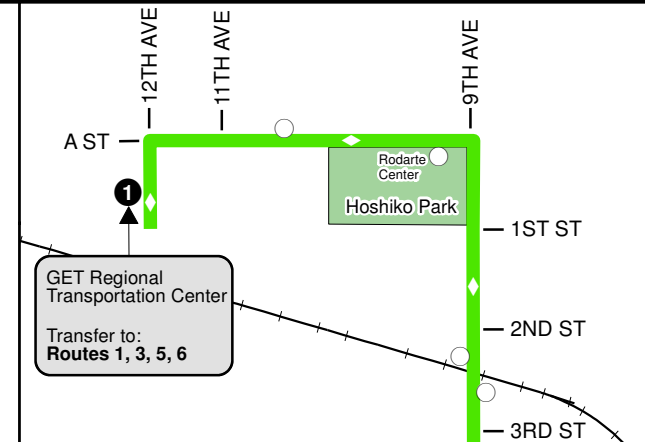 12TH AVE
11TH AVE
9TH AVE
A ST
Rodarte
Center
Hoshiko Park
1
1ST ST
GET Regional
Transportation Center
Transfer to:
Routes 1, 3, 5, 6
2ND ST
3RD ST